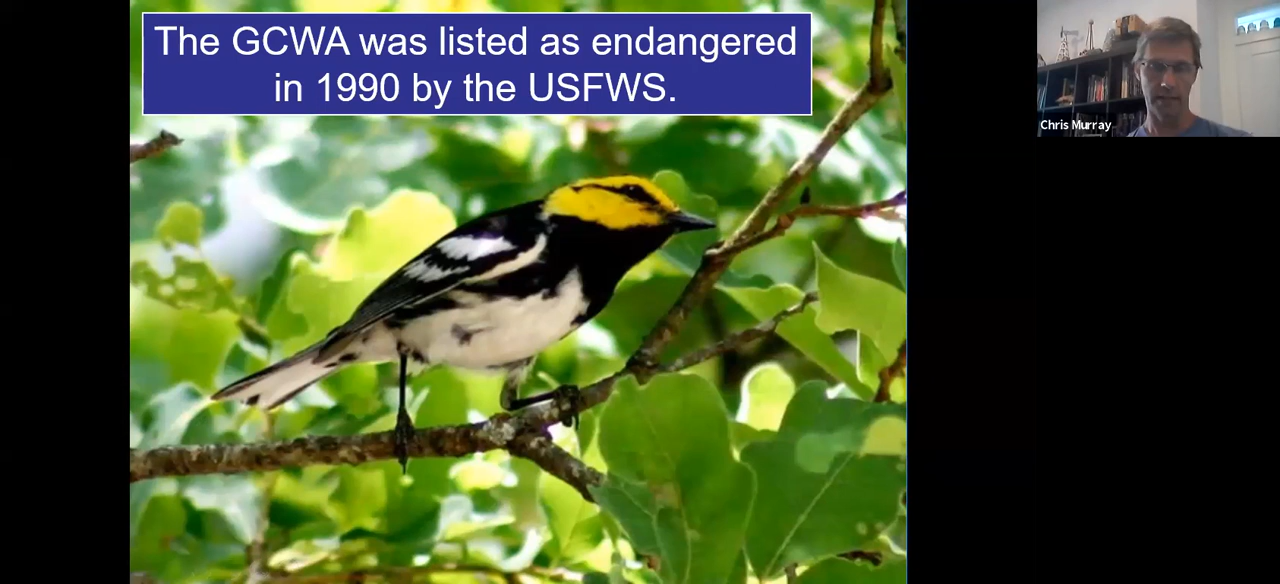 The GCWA was listed as endangered
in 1990 by the USFWS.
Chris Murray